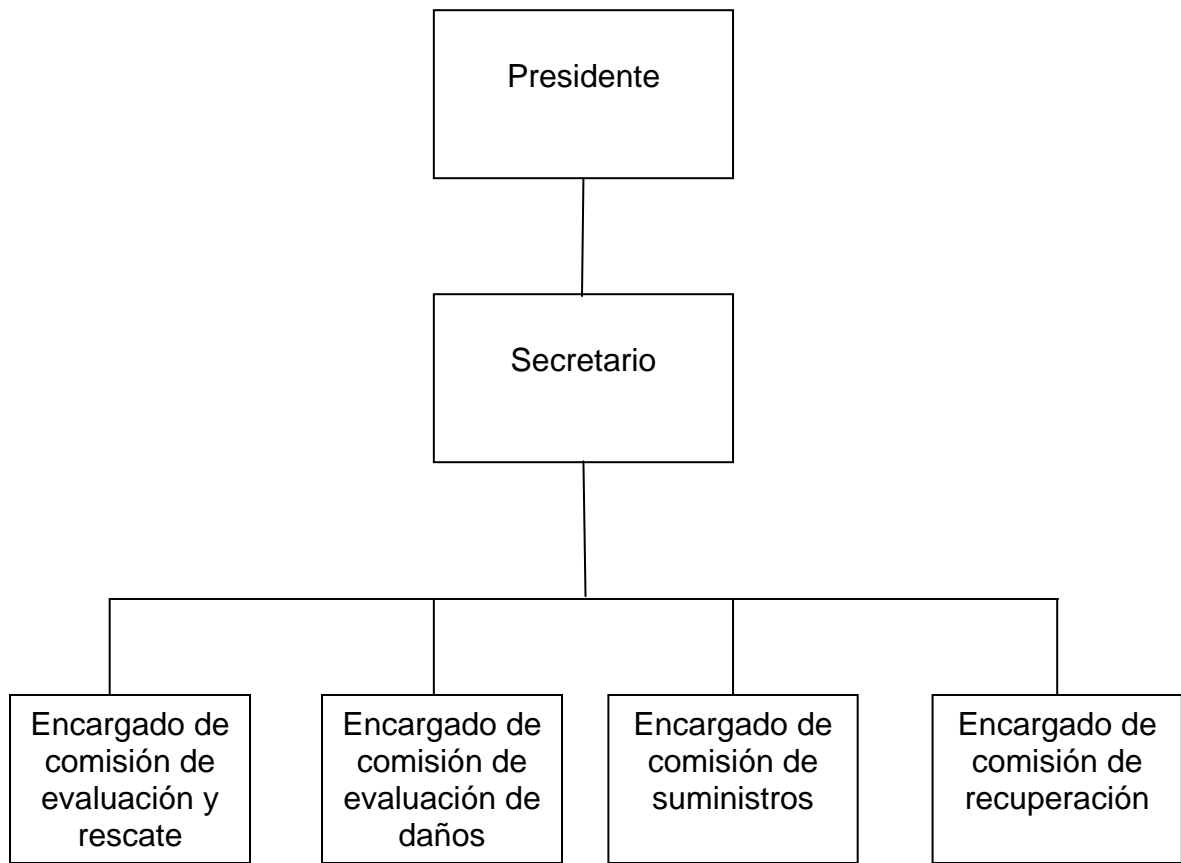 Presidente
Secretario
Encargado de
comisión de
evaluación y
rescate
Encargado de
comisión de
evaluación de
daños
Encargado de
comisión de
suministros
Encargado de
comisión de
recuperación